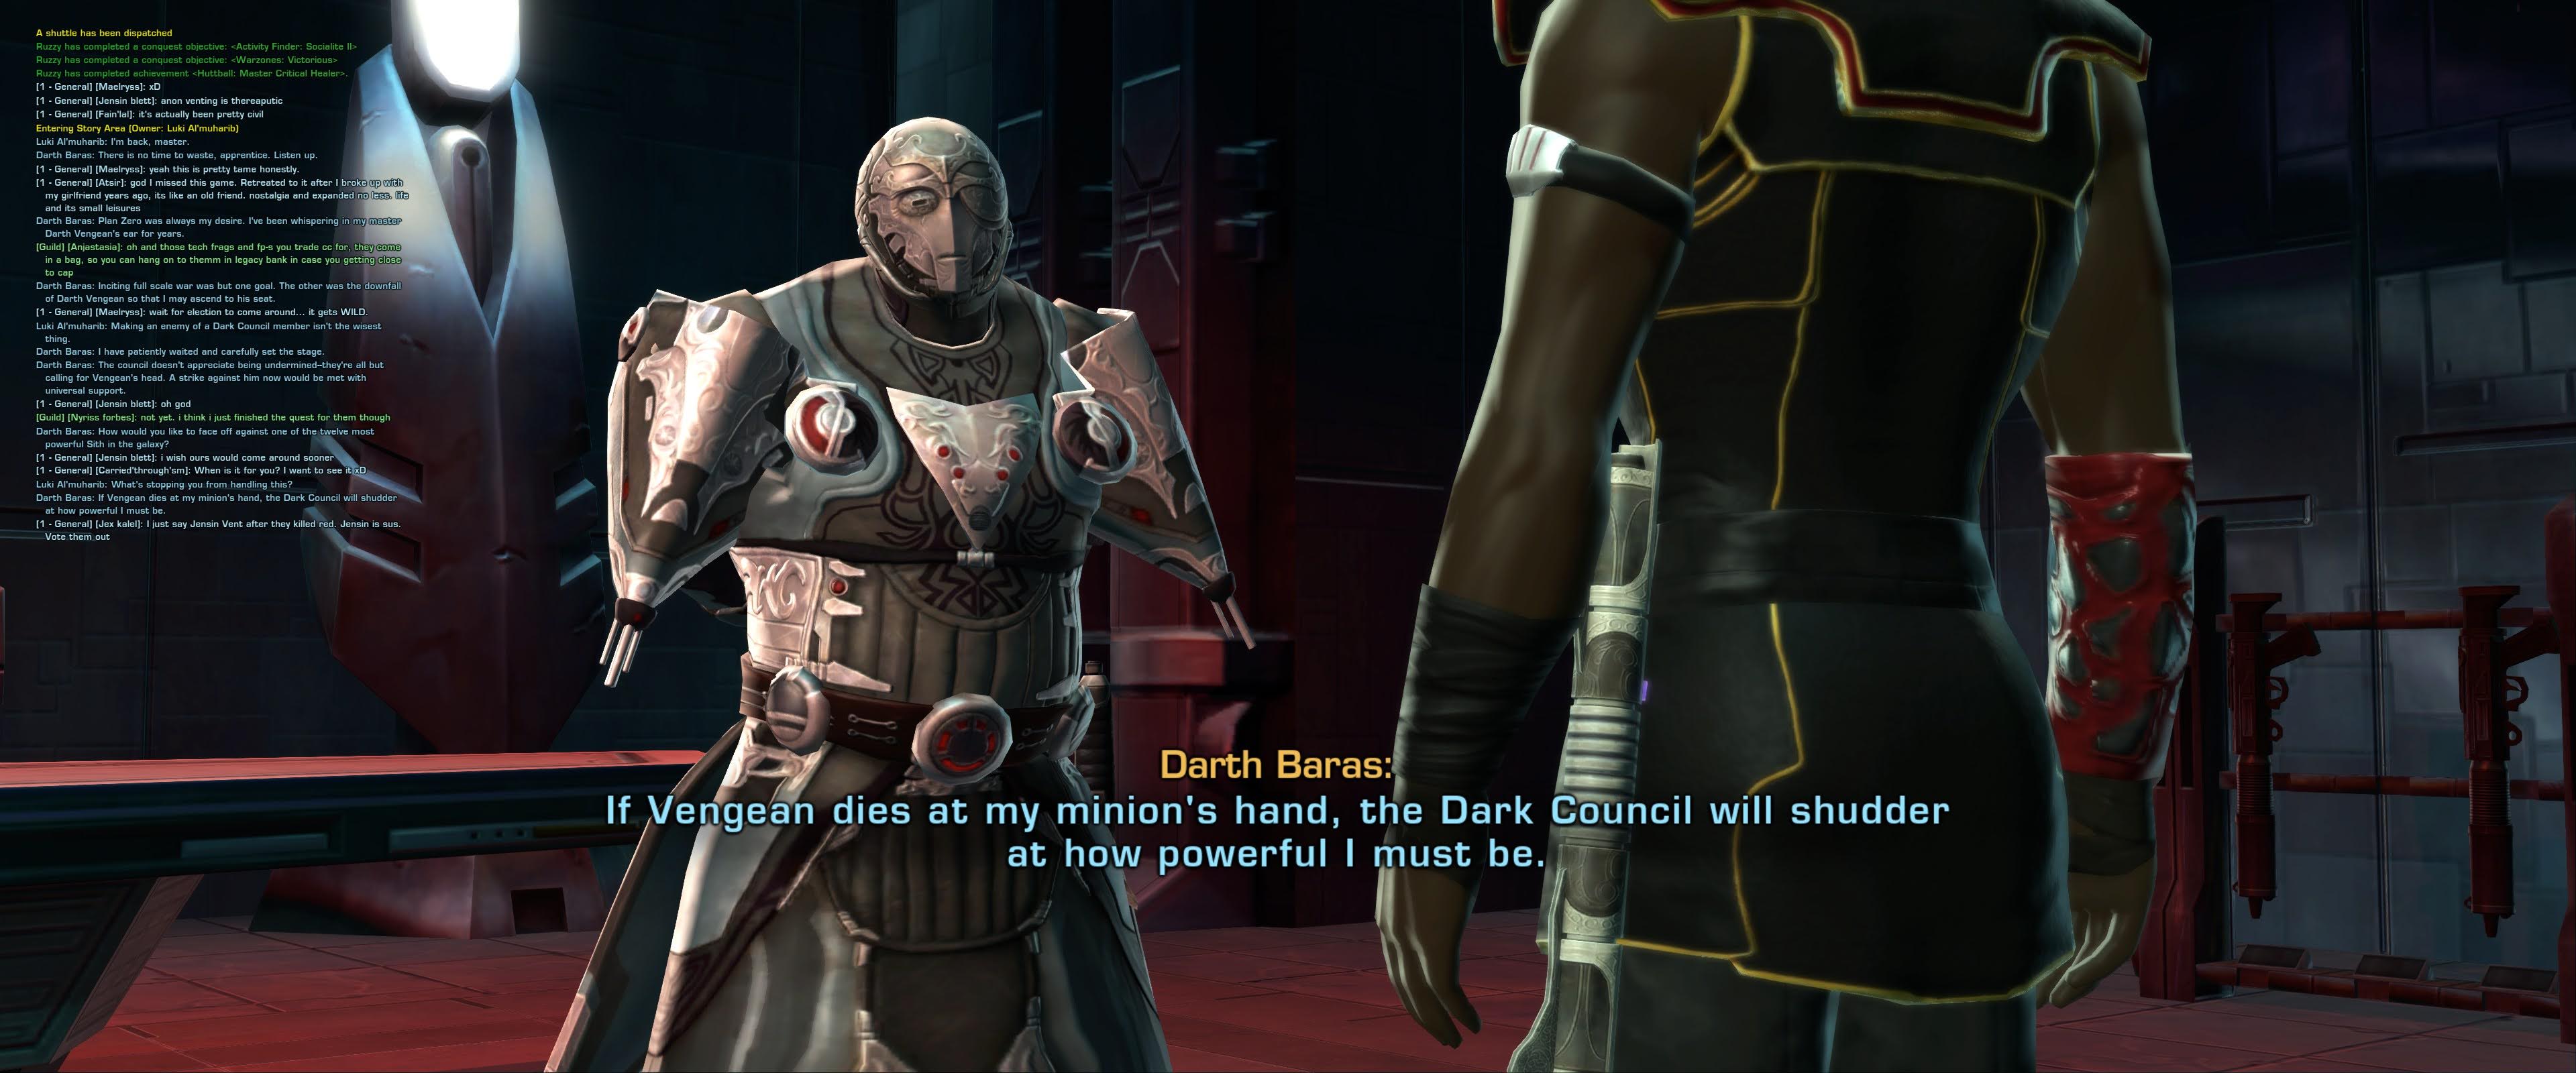 A shuttle has been dispatched
Ruzzy has completed a conquest objective: <Activity Finder: Socialite II>
Ruzzy has completed a conquest objective: <Warzones: Victorious>
Ruzzy has completed achievement <Huttball: Master Critical Healer>.
[1 - General] [Maelryss]: xD
[1 - General] [Jensin blett]: anon venting is thereaputic
[1 - General] [Fain'lal]: it's actually been pretty civil
Entering Story Area (Owner: Luki Al'muharib)
Luki Al'muharib: I'm back, master.
Darth Baras: There is no time to waste, apprentice. Listen up.
[1 - General] [Maelryss]: yeah this is pretty tame honestly.
[1 - General] [Atsir]: god I missed this game. Retreated to it after I broke up with
my girlfriend years ago, its like an old friend. nostalgia and expanded no less. life
and its small leisures
Darth Baras: Plan Zero was always my desire. I've been whispering in my master
Darth Vengean's ear for years.
[Guild] [Anjastasia]: oh and those tech frags and fp-s you trade cc for, they come
in a bag, so you can hang on to themm in legacy bank in case you getting close
to cap
Darth Baras: Inciting full scale war was but one goal. The other was the downfall
of Darth Vengean so that I may ascend to his seat.
[1 - General] [Maelryss]: wait for election to come around... it gets WILD.
Luki Al'muharib: Making an enemy of a Dark Council member isn't the wisest
thing.
Darth Baras: I have patiently waited and carefully set the stage.
Darth Baras: The council doesn't appreciate being undermined–they're all but
calling for Vengean's head. A strike against him now would be met with
universal support.
[1 - General] [Jensin blett]: oh god
[Guild] [Nyriss forbes]: not yet. i think i just finished the quest for them though
Darth Baras: How would you like to face off against one of the twelve most
powerful Sith in the galaxy?
[1 - General] [Jensin blett]: i wish ours would come around sooner
[1 - General] [Carried'through'sm]: When is it for you? I want to see it xD
Luki Al'muharib: What's stopping you from handling this?
Darth Baras: If Vengean dies at my minion's hand, the Dark Council will shudder
at how powerful I must be.
[1 - General] [Jex kalel]: I just say Jensin Vent after they killed red. Jensin is sus.
Vote them out
Darth Baras:
If Vengean dies at my minion's hand, the Dark Council will shudder
at how powerful I must be.